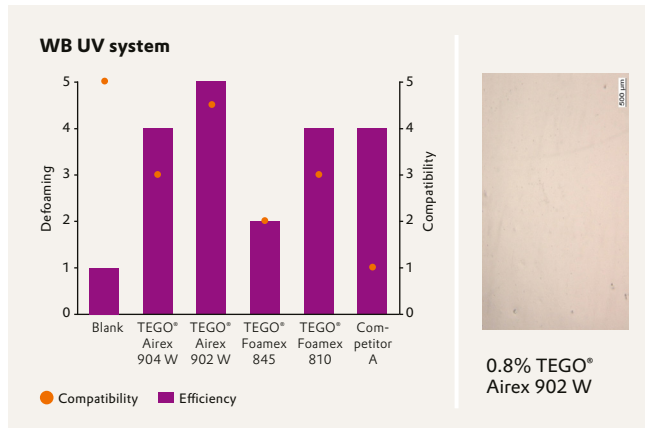 WB UV system
5
4
3
2
1
0
Defoaming
5
4
3
2
1
0
Compatibility
Blank
TEGO®
Airex
904 W
TEGO®
Airex
902 W
TEGO®
Foamex
845
TEGO®
Foamex
810
Com-
petitor
A
Compatibility
Efficiency
500 µm
0.8% TEGO®
Airex 902 W